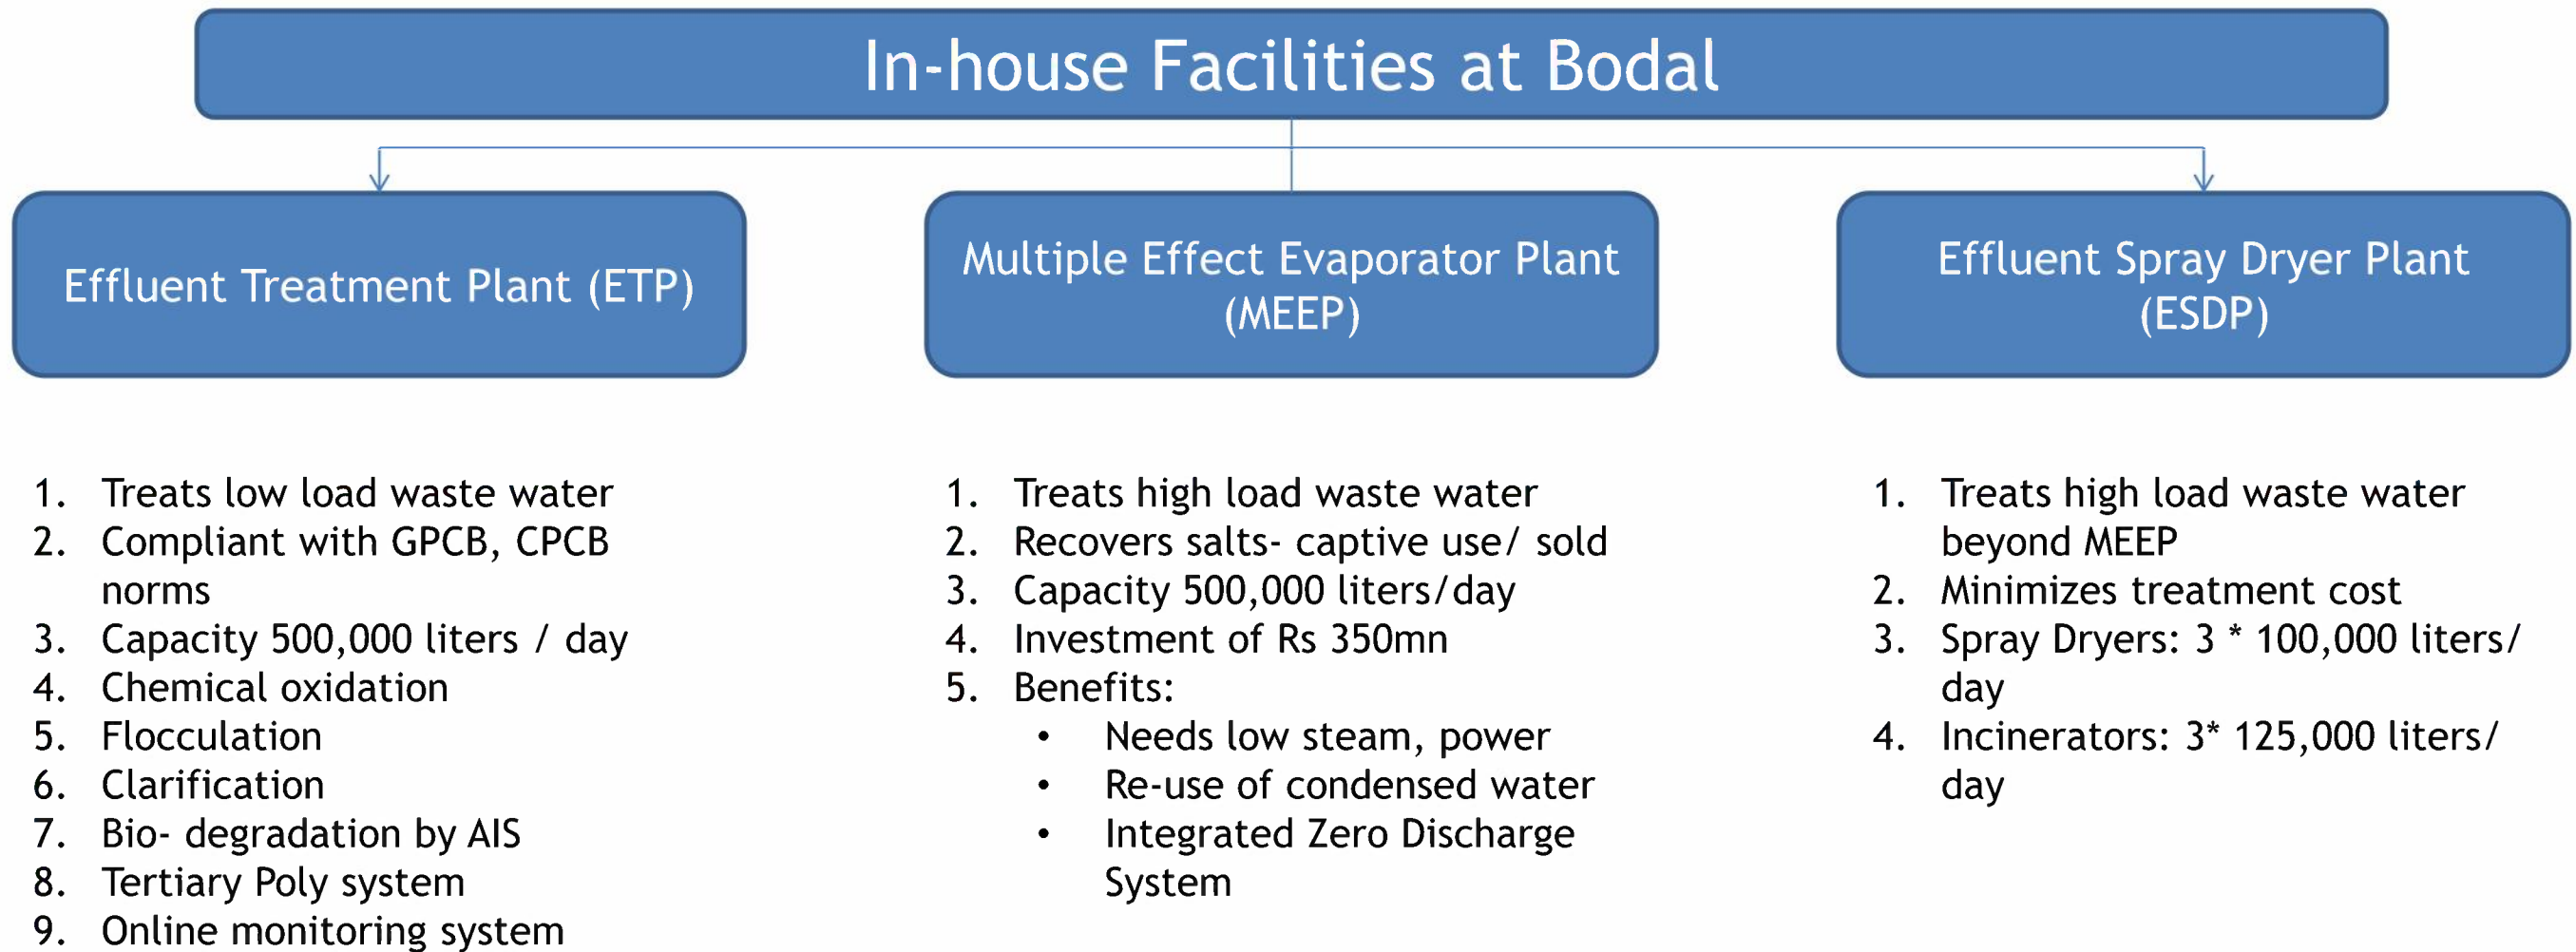 In-house Facilities at Bodal
Effluent Treatment Plant (ETP)
Multiple Effect Evaporator Plant
(MEEP)
Effluent Spray Dryer Plant
(ESDP)
1. Treats low load waste water
2. Compliant with GPCB, CPCB
norms
3. Capacity 500,000 liters / day
4. Chemical oxidation
5. Flocculation
6. Clarification
7. Bio- degradation by AIS
8. Tertiary Poly system
9. Online monitoring system
1. Treats high load waste water
2. Recovers salts- captive use/ sold
3. Capacity 500,000 liters/day
4. Investment of Rs 350mn
5. Benefits:
• Needs low steam, power
• Re-use of condensed water
• Integrated Zero Discharge
System
1. Treats high load waste water
beyond MEEP
2. Minimizes treatment cost
3. Spray Dryers: 3 * 100,000 liters/
day
4. Incinerators: 3* 125,000 liters/
day